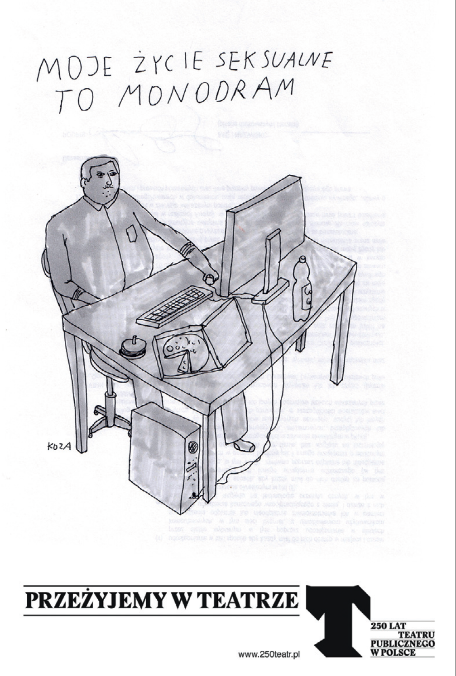 MOJE ŻYCIE SEKSUALNE
TO MONODRAM
KOZA
PRZEŻYJEMY W TEATRZE
250 LAT
TEATRU
PUBLICZNEGO
W POLSCE
www.250teatr.pl